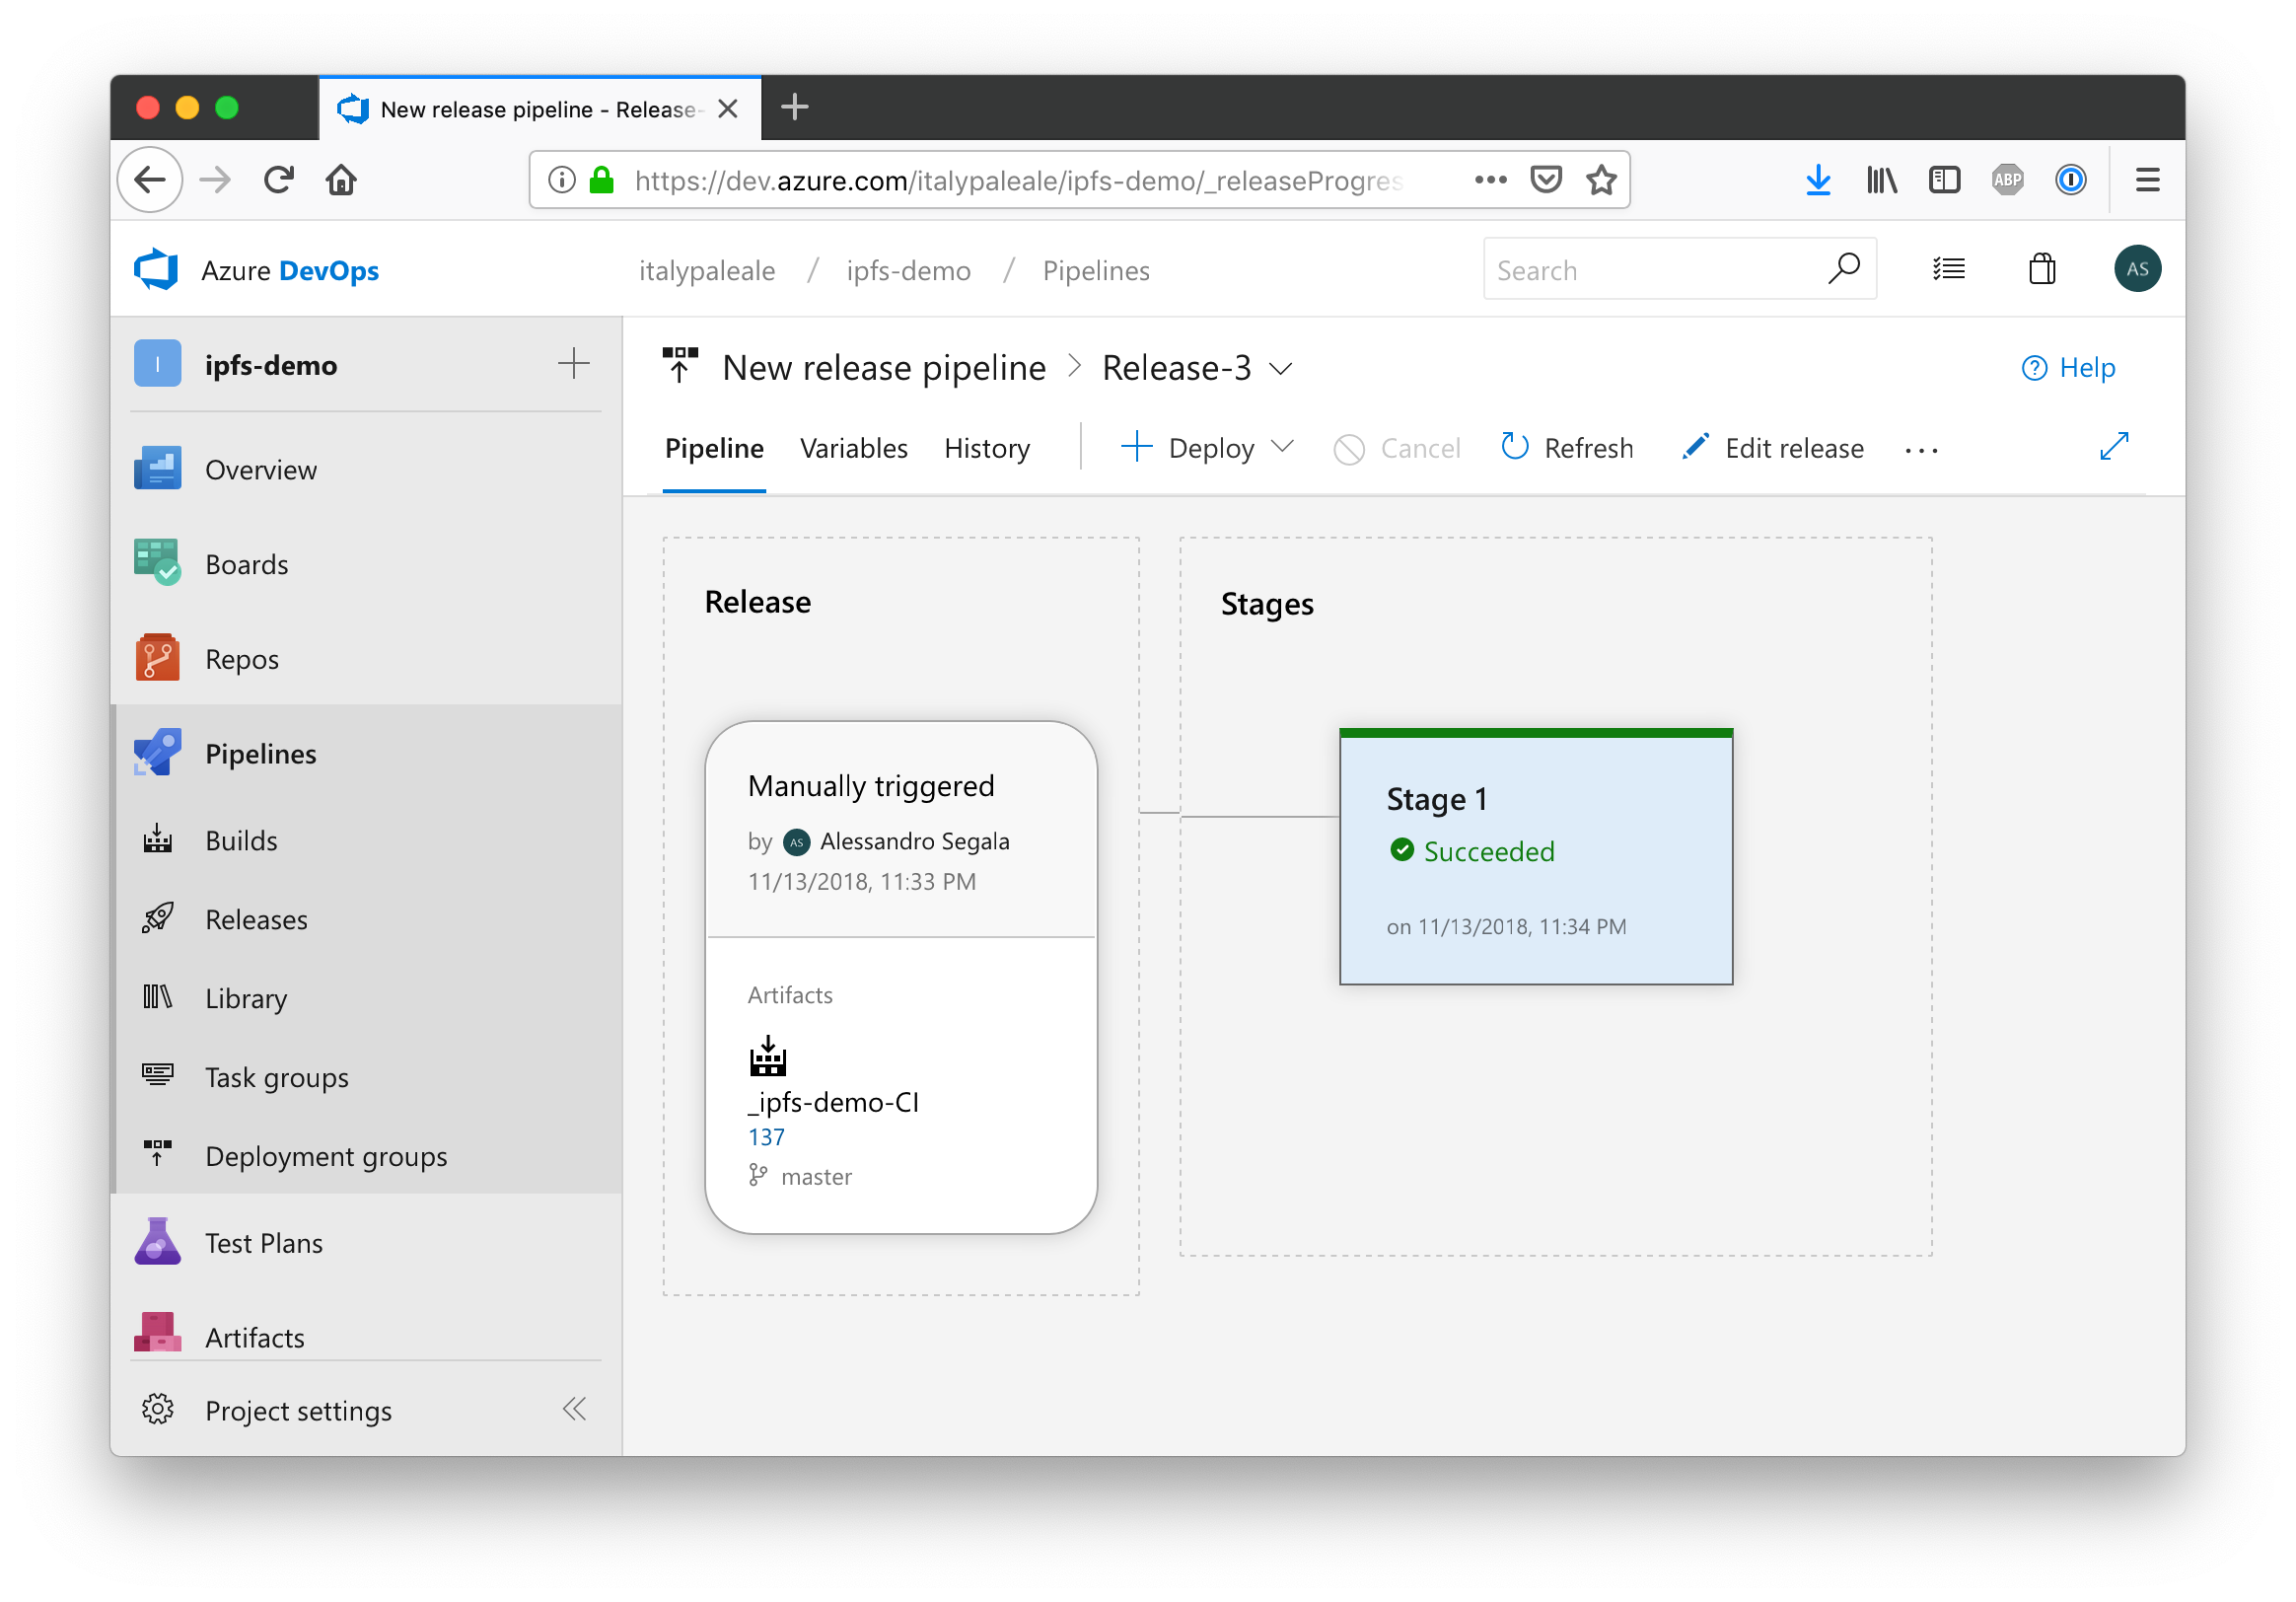 New release pipeline - Release-
https://dev.azure.com/italypaleale/ipfs-demo/_releaseProgres
ABP
Azure DevOps
italypaleale / ipfs-demo / Pipelines
Search
AS
I
ipfs-demo
New release pipeline > Release-3
Help
Pipeline
Variables
History
Deploy
Cancel
Refresh
Edit release
...
Overview
Boards
Repos
Pipelines
Builds
Releases
Library
Task groups
Deployment groups
Test Plans
Artifacts
Project settings
Release
Manually triggered
by AS Alessandro Segala
11/13/2018, 11:33 PM
Artifacts
_ipfs-demo-CI
137
master
Stages
Stage 1
Succeeded
on 11/13/2018, 11:34 PM